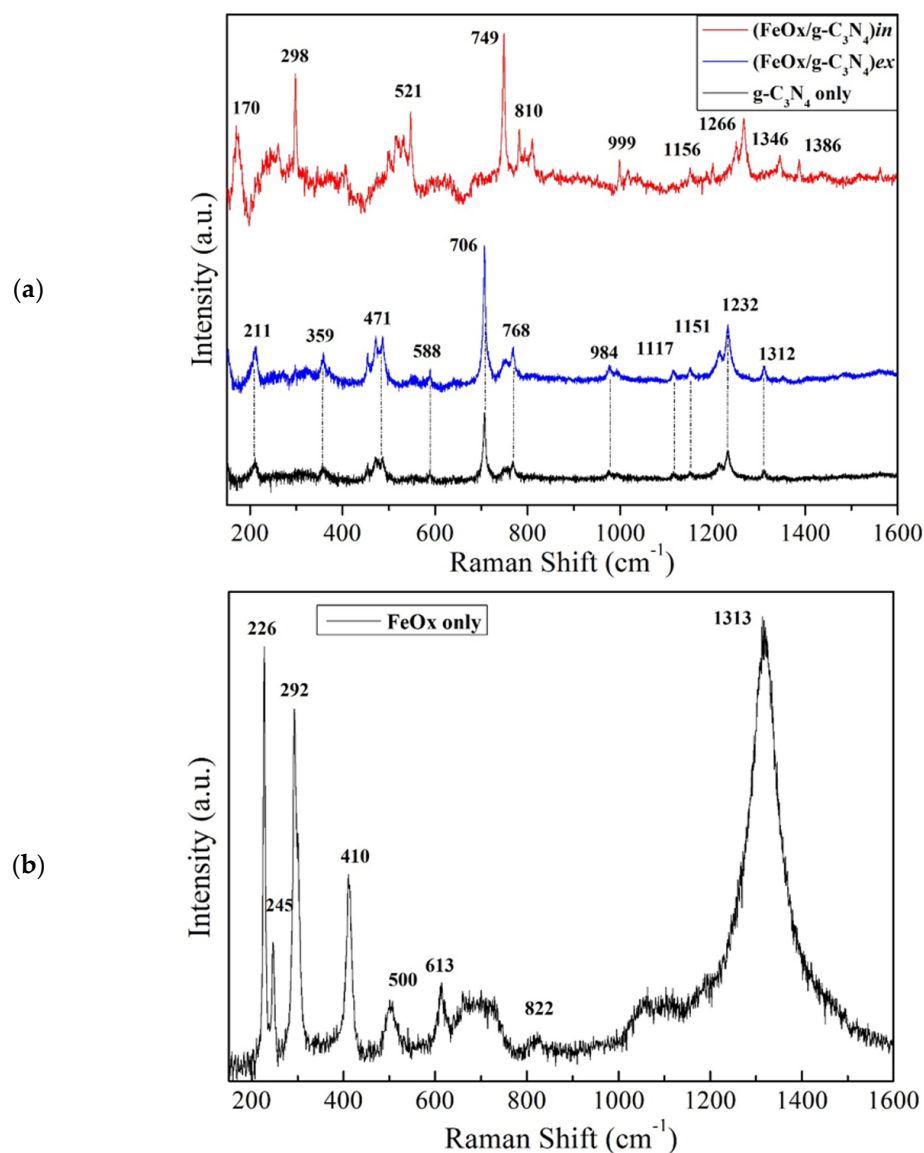 (a)
Intensity (a.u.)
(FeOx/g-C₃N₄)in
(FeOx/g-C₃N₄)ex
g-C₃N₄ only
170
298
521
749
810
999
1156
1266
1346
1386
211
359
471
588
706
768
984
1117
1151
1232
1312
200 400 600 800 1000 1200 1400 1600
Raman Shift (cm⁻¹)
(b)
Intensity (a.u.)
FeOx only
226
245
292
410
500
613
822
1313
200 400 600 800 1000 1200 1400 1600
Raman Shift (cm⁻¹)